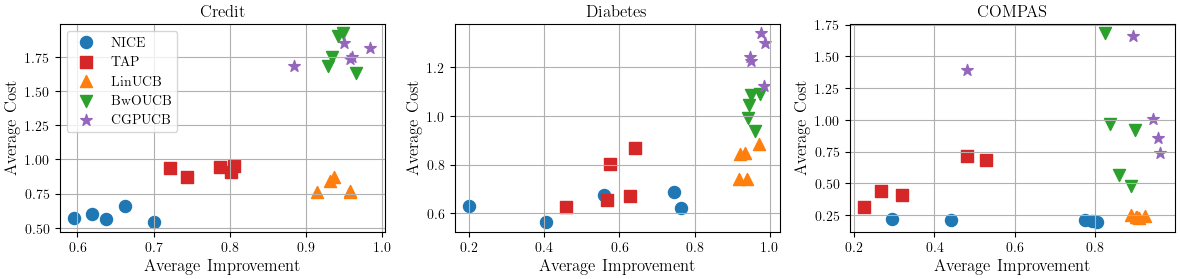 Credit
Average Cost
1.75
1.50
1.25
1.00
0.75
0.50
NICE
TAP
LinUCB
BwOUCB
CGPUCB
0.6 0.7 0.8 0.9 1.0
Average Improvement
Diabetes
Average Cost
1.2
1.0
0.8
0.6
0.2 0.4 0.6 0.8 1.0
Average Improvement
COMPAS
Average Cost
1.75
1.50
1.25
1.00
0.75
0.50
0.25
0.2 0.4 0.6 0.8
Average Improvement